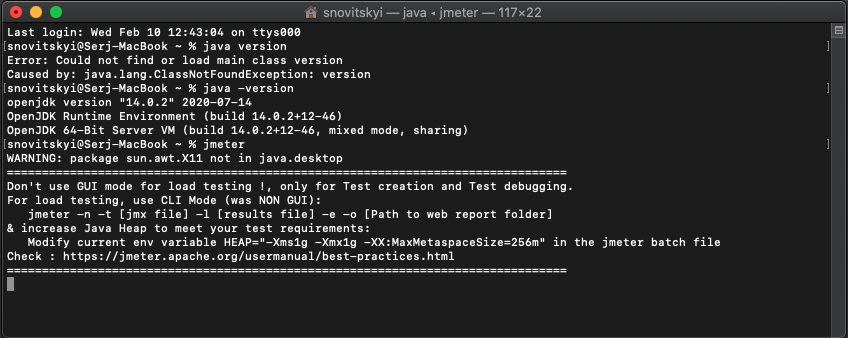 snovitskyi — java ◂ jmeter — 117×22
Last login: Wed Feb 10 12:43:04 on ttys000
[snovitskyi@Serj-MacBook ~ % java version ]
Error: Could not find or load main class version
Caused by: java.lang.ClassNotFoundException: version
[snovitskyi@Serj-MacBook ~ % java -version ]
openjdk version "14.0.2" 2020-07-14
OpenJDK Runtime Environment (build 14.0.2+12-46)
OpenJDK 64-Bit Server VM (build 14.0.2+12-46, mixed mode, sharing)
[snovitskyi@Serj-MacBook ~ % jmeter ]
WARNING: package sun.awt.X11 not in java.desktop
================================================================================
Don't use GUI mode for load testing !, only for Test creation and Test debugging.
For load testing, use CLI Mode (was NON GUI):
   jmeter -n -t [jmx file] -l [results file] -e -o [Path to web report folder]
& increase Java Heap to meet your test requirements:
   Modify current env variable HEAP="-Xms1g -Xmx1g -XX:MaxMetaspaceSize=256m" in the jmeter batch file
Check : https://jmeter.apache.org/usermanual/best-practices.html
================================================================================